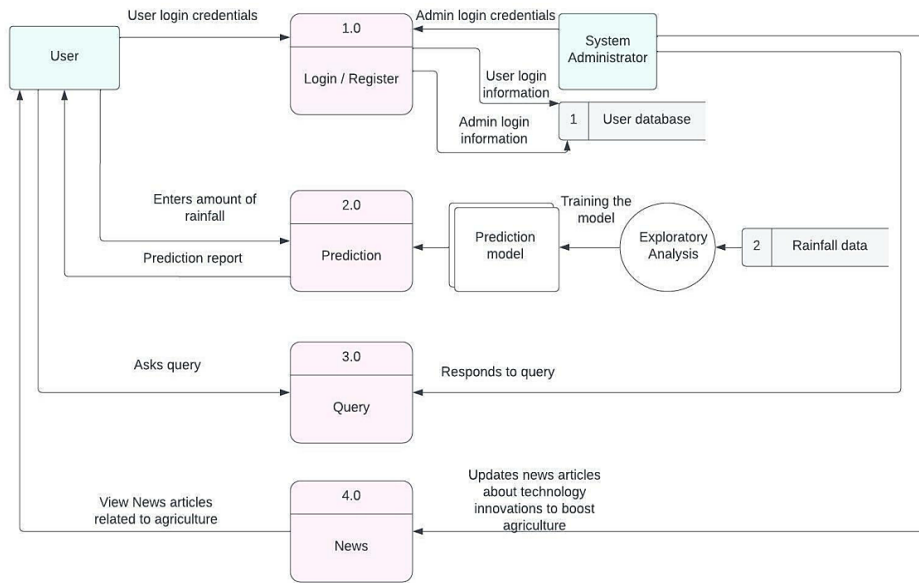 User login credentials
Admin login credentials
User
1.0
Login / Register
System
Administrator
User login
information
Admin login
information
1
User database
Enters amount of
rainfall
2.0
Prediction
Prediction report
Prediction
model
Training the
model
Exploratory
Analysis
2
Rainfall data
Asks query
3.0
Query
Responds to query
View News articles
related to agriculture
4.0
News
Updates news articles
about technology
innovations to boost
agriculture